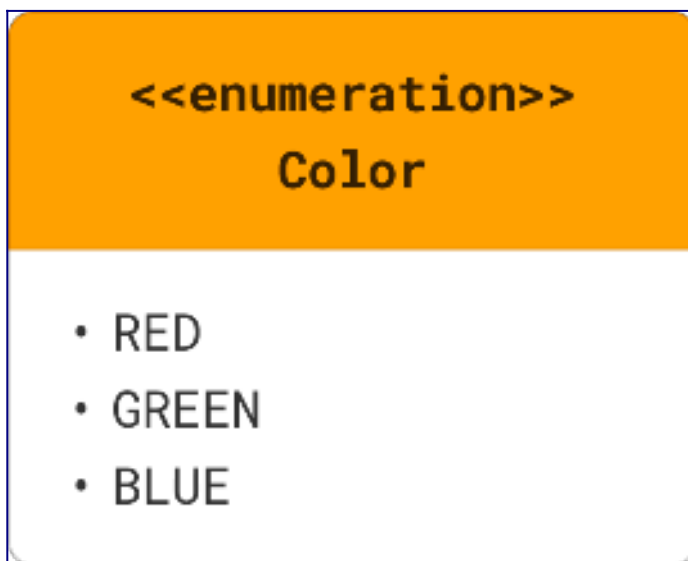 <<enumeration>>
Color
• RED
• GREEN
• BLUE